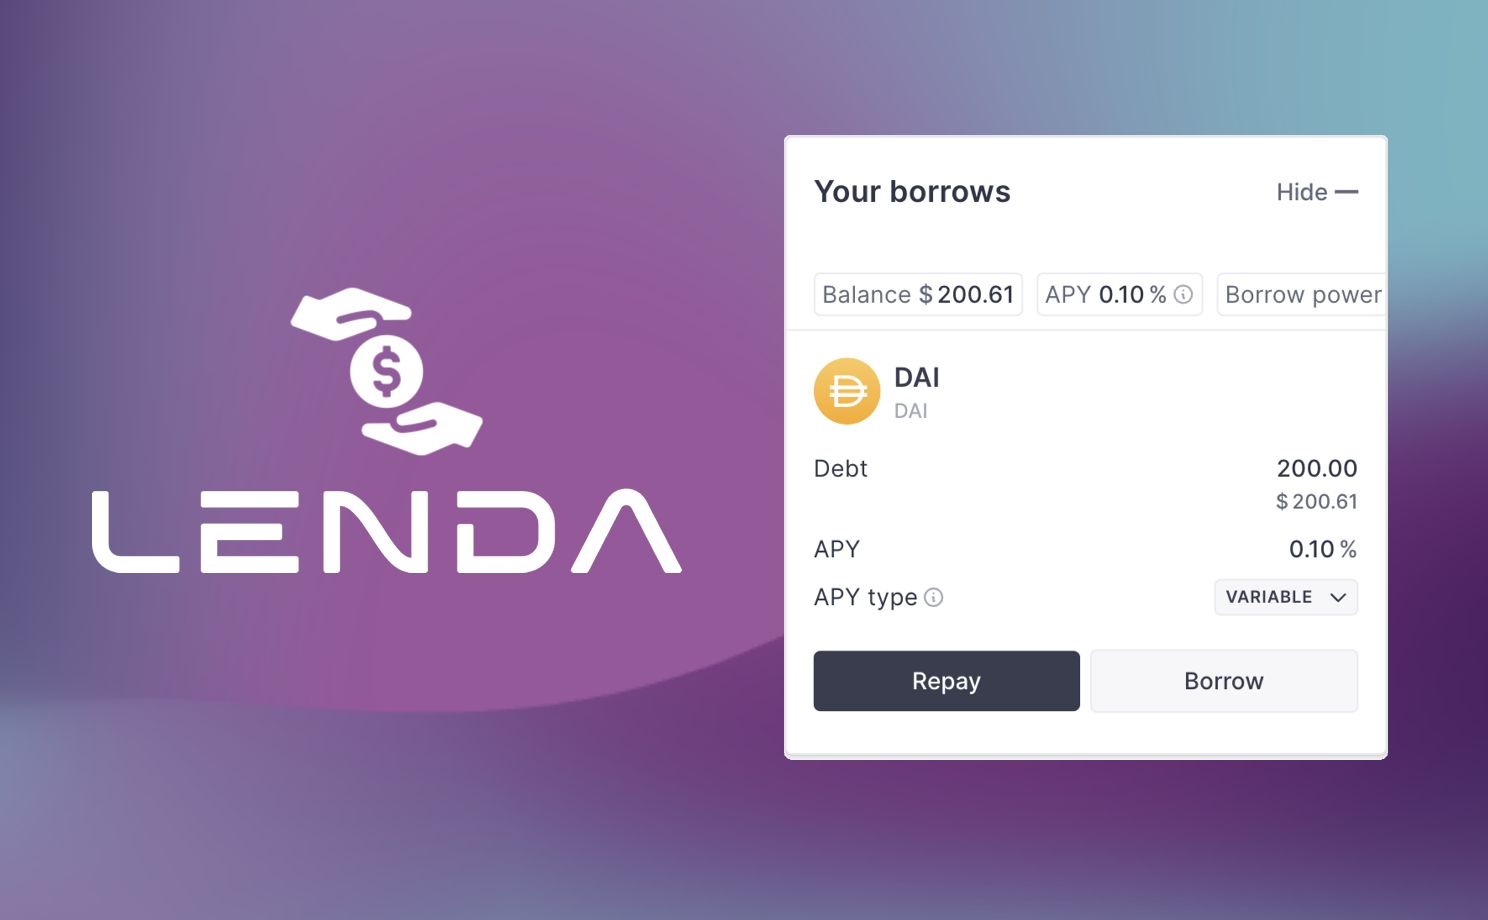 LENDA
Your borrows
Hide
Balance $ 200.61
APY 0.10 %
Borrow power
DAI
DAI
Debt
200.00
$ 200.61
APY
0.10 %
APY type
VARIABLE
Repay
Borrow